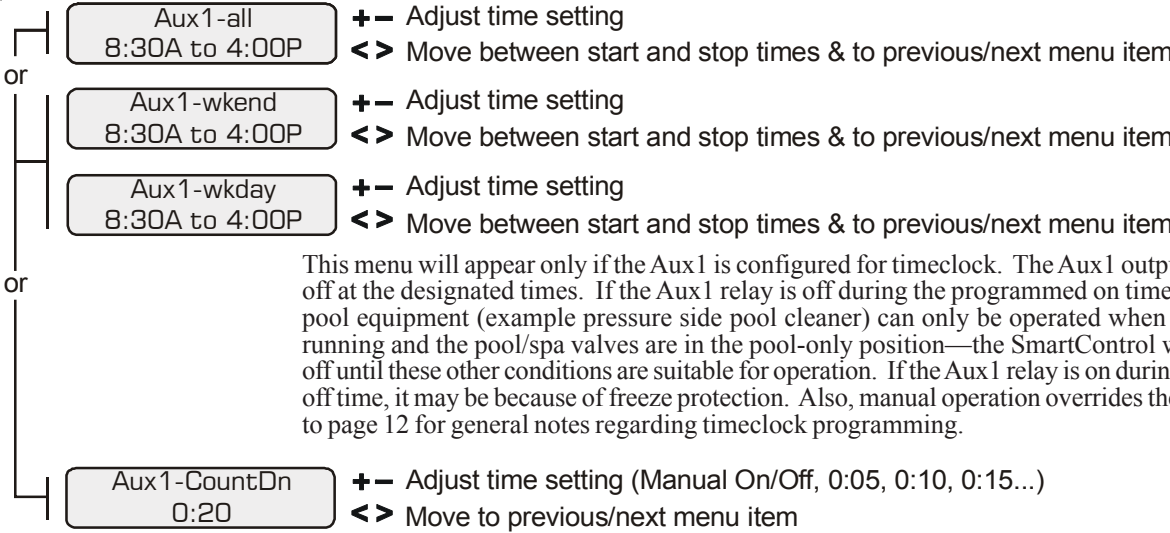 Aux1-all
8:30A to 4:00P
+– Adjust time setting
<> Move between start and stop times & to previous/next menu item
or
Aux1-wkend
8:30A to 4:00P
+– Adjust time setting
<> Move between start and stop times & to previous/next menu item
Aux1-wkday
8:30A to 4:00P
+– Adjust time setting
<> Move between start and stop times & to previous/next menu item
This menu will appear only if the Aux1 is configured for timeclock. The Aux1
off at the designated times. If the Aux1 relay is off during the programmed on time
pool equipment (example pressure side pool cleaner) can only be operated when
running and the pool/spa valves are in the pool-only position—the SmartControl
off until these other conditions are suitable for operation. If the Aux1 relay is on
off time, it may be because of freeze protection. Also, manual operation overrides
to page 12 for general notes regarding timeclock programming.
or
Aux1-CountDn
0:20
+– Adjust time setting (Manual On/Off, 0:05, 0:10, 0:15...)
<> Move to previous/next menu item